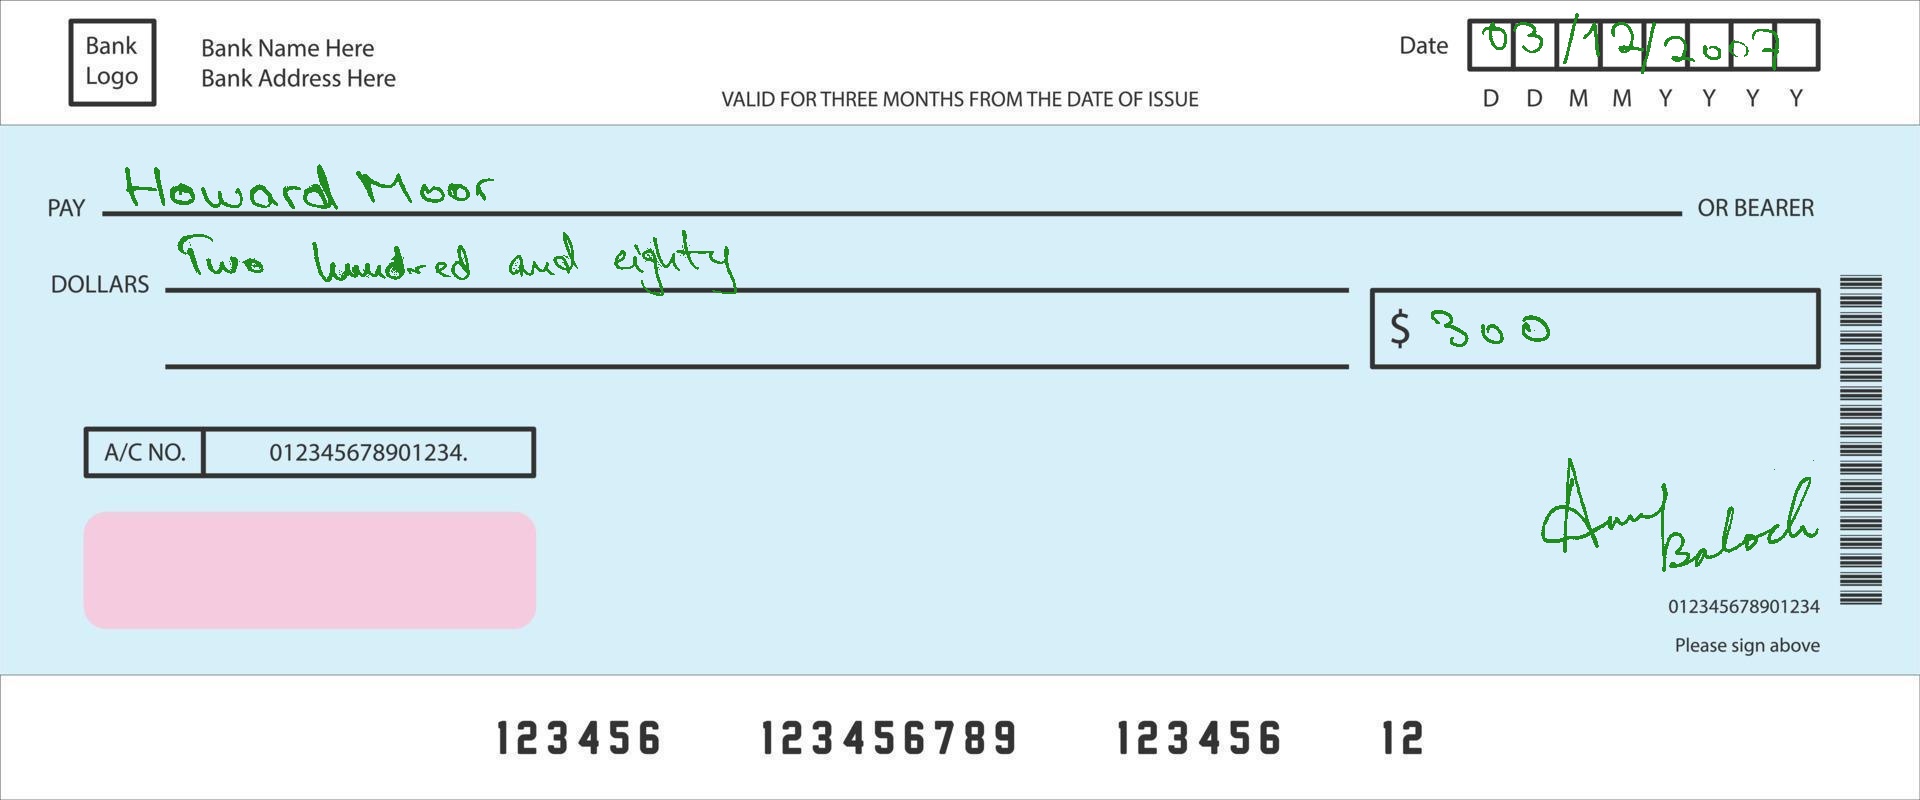 Bank
Logo
Bank Name Here
Bank Address Here
VALID FOR THREE MONTHS FROM THE DATE OF ISSUE
Date 03/12/2007
D D M M Y Y Y Y
PAY Howard Moor OR BEARER
DOLLARS Two hundred and eighty
$ 300
A/C NO. 012345678901234.
Baloch
012345678901234
Please sign above
123456 123456789 123456 12